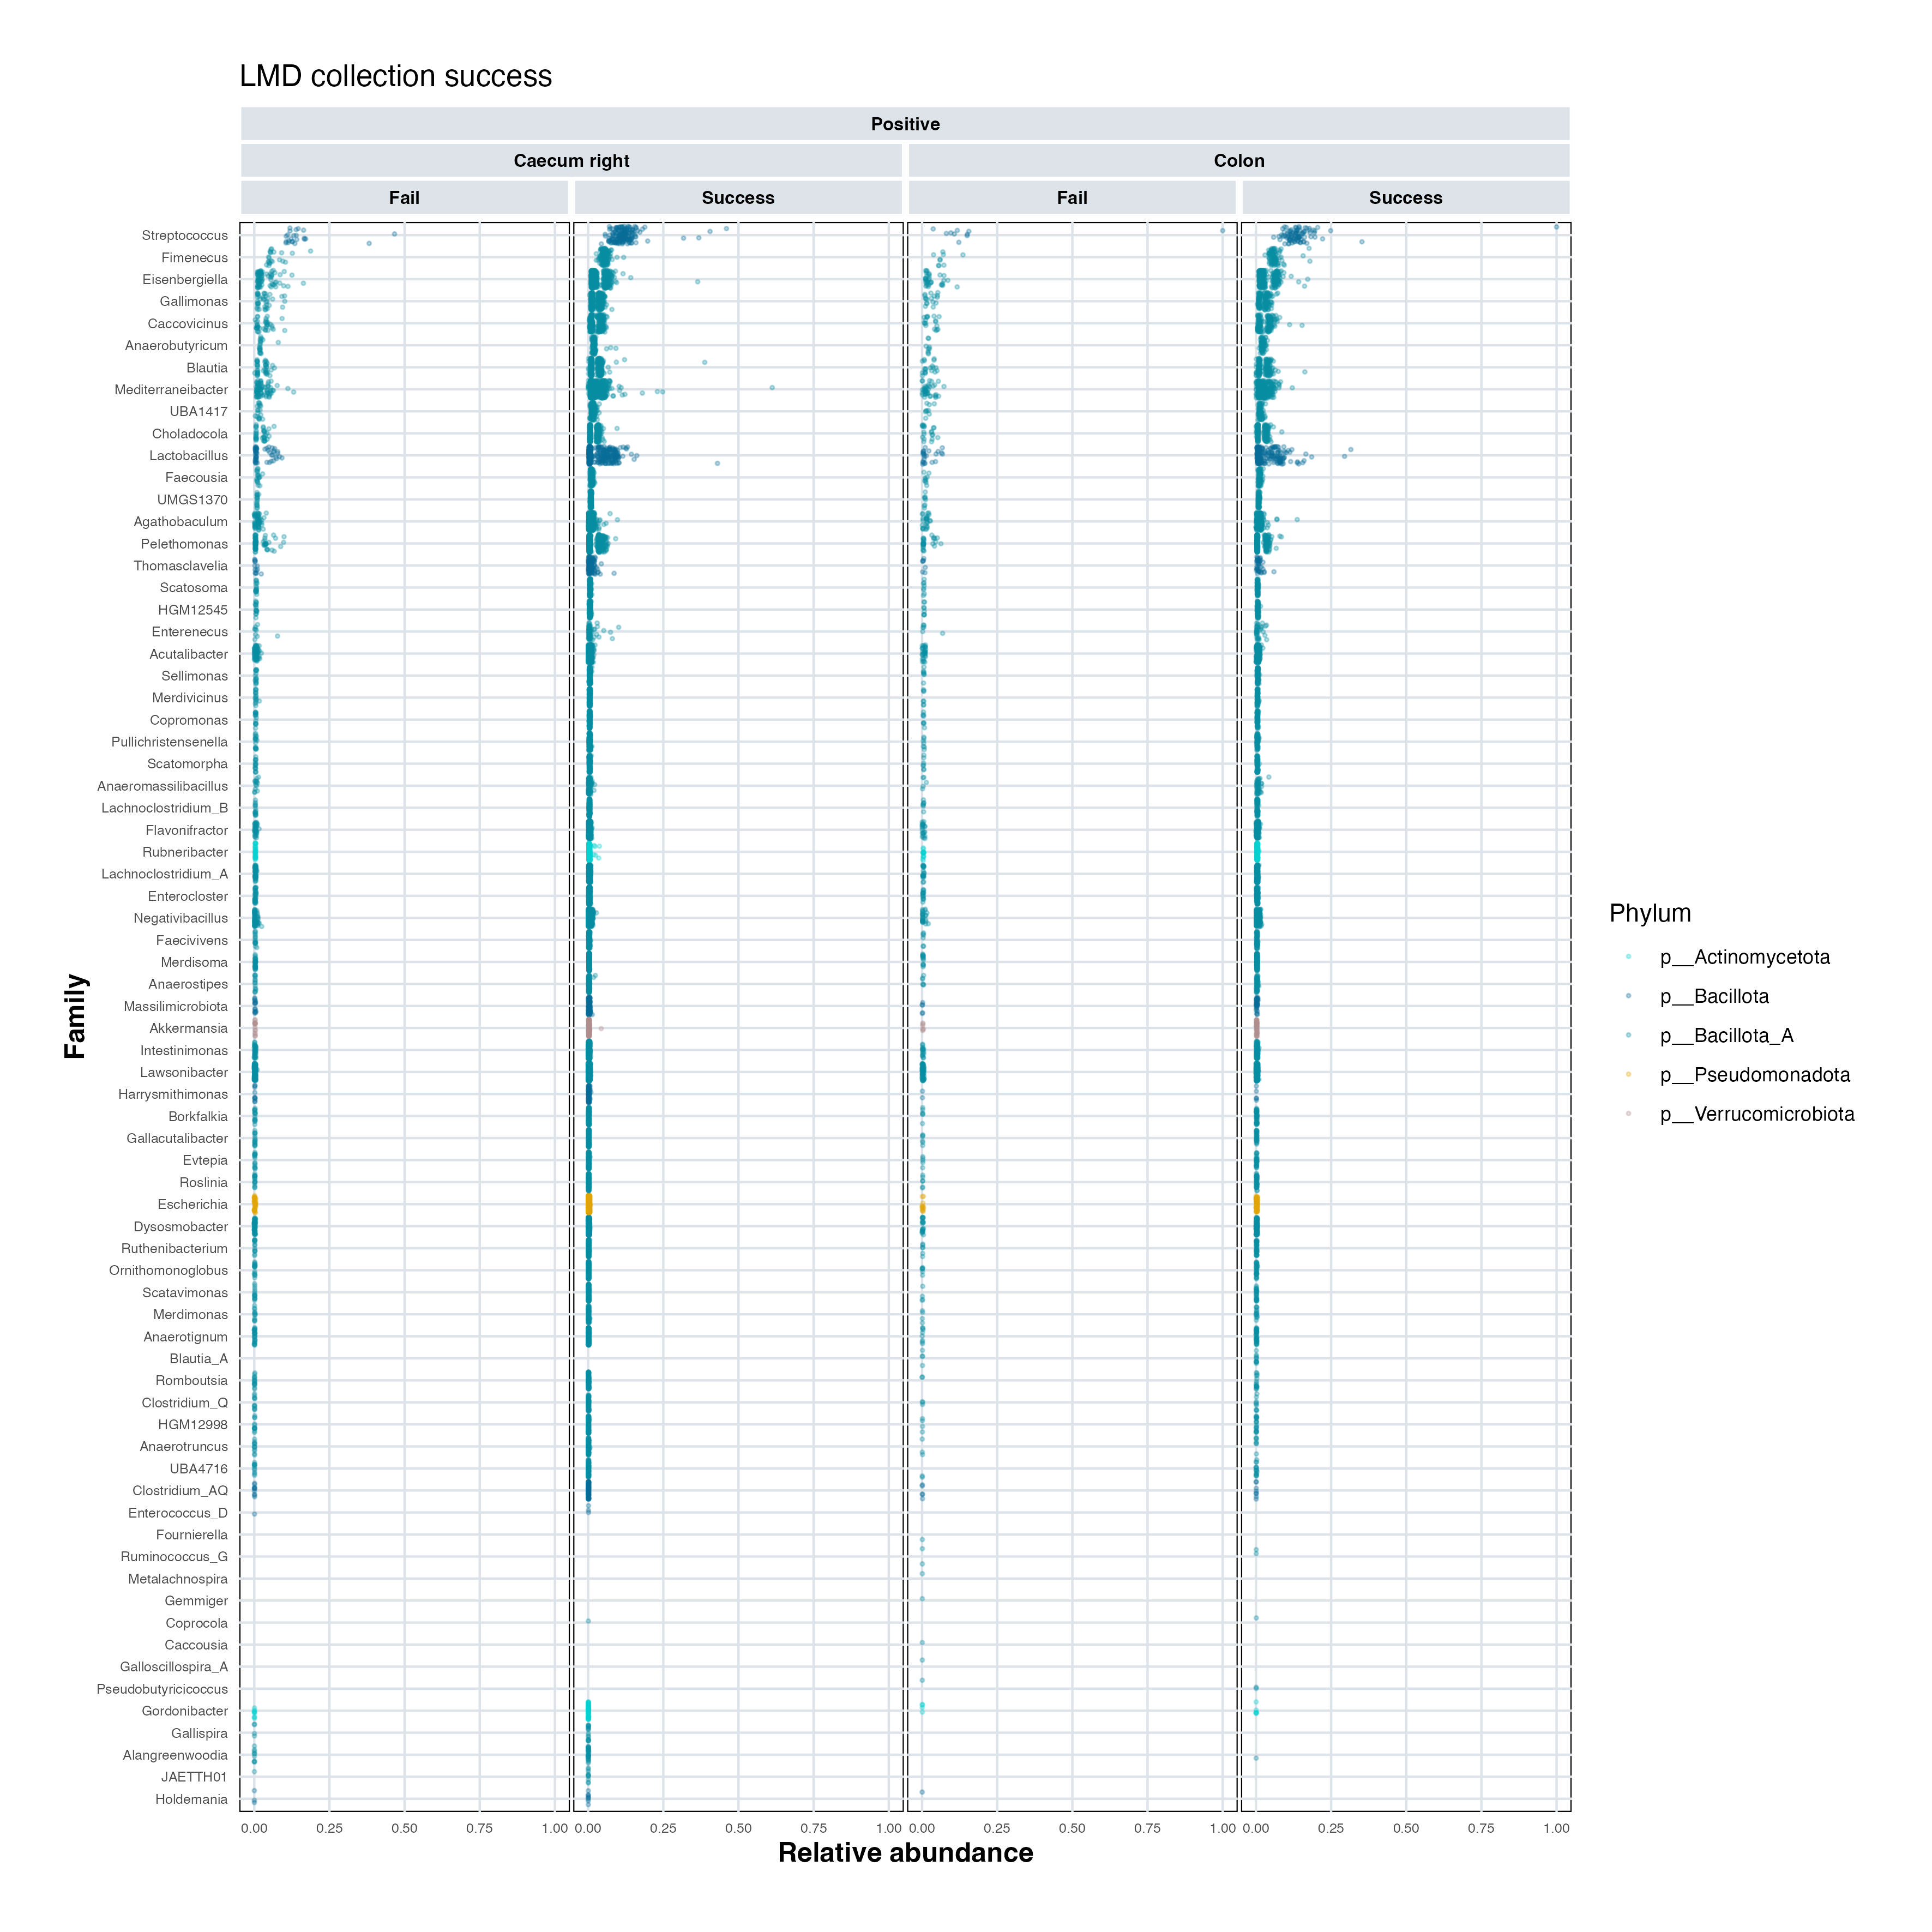 LMD collection success
Positive
Caecum right
Colon
Fail
Success
Fail
Success
Streptococcus
Fimenecus
Eisenbergiella
Gallimonas
Caccovicinus
Anaerobutyricum
Blautia
Mediterraneibacter
UBA1417
Choladocola
Lactobacillus
Faecousia
UMGS1370
Agathobaculum
Pelethomonas
Thomasclavelia
Scatosoma
HGM12545
Enterenecus
Acutalibacter
Sellimonas
Merdivicinus
Copromonas
Pullichristensenella
Scatomorpha
Anaeromassilibacillus
Lachnoclostridium_B
Flavonifractor
Rubneribacter
Lachnoclostridium_A
Enterocloster
Negativibacillus
Faecivivens
Merdisoma
Anaerostipes
Massilimicrobiota
Akkermansia
Intestinimonas
Lawsonibacter
Harrysmithimonas
Borkfalkia
Gallacutalibacter
Evtepia
Roslinia
Escherichia
Dysosmobacter
Ruthenibacterium
Ornithomonoglobus
Scatavimonas
Merdimonas
Anaerotignum
Blautia_A
Romboutsia
Clostridium_Q
HGM12998
Anaerotruncus
UBA4716
Clostridium_AQ
Enterococcus_D
Fournierella
Ruminococcus_G
Metalachnospira
Gemmiger
Coprocola
Caccousia
Galloscillospira_A
Pseudobutyricicoccus
Gordonibacter
Gallispira
Alangreenwoodia
JAETTH01
Holdemania
Family
0.00 0.25 0.50 0.75 1.00 0.00 0.25 0.50 0.75 1.00 0.00 0.25 0.50 0.75 1.00 0.00 0.25 0.50 0.75 1.00
Relative abundance
Phylum
p__Actinomycetota
p__Bacillota
p__Bacillota_A
p__Pseudomonadota
p__Verrucomicrobiota